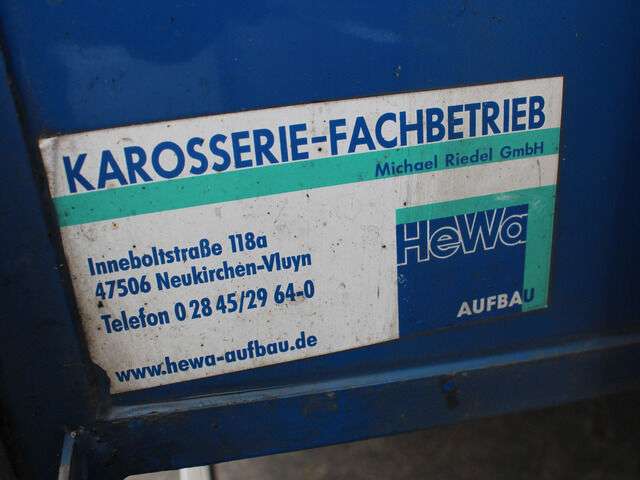 KAROSSERIE-FACHBETRIEB
Michael Riedel GmbH
Inneboltstraße 118a
47506 Neukirchen-Vluyn
Telefon 0 28 45/29 64-0
www.hewa-aufbau.de
HeWa
AUFBAU